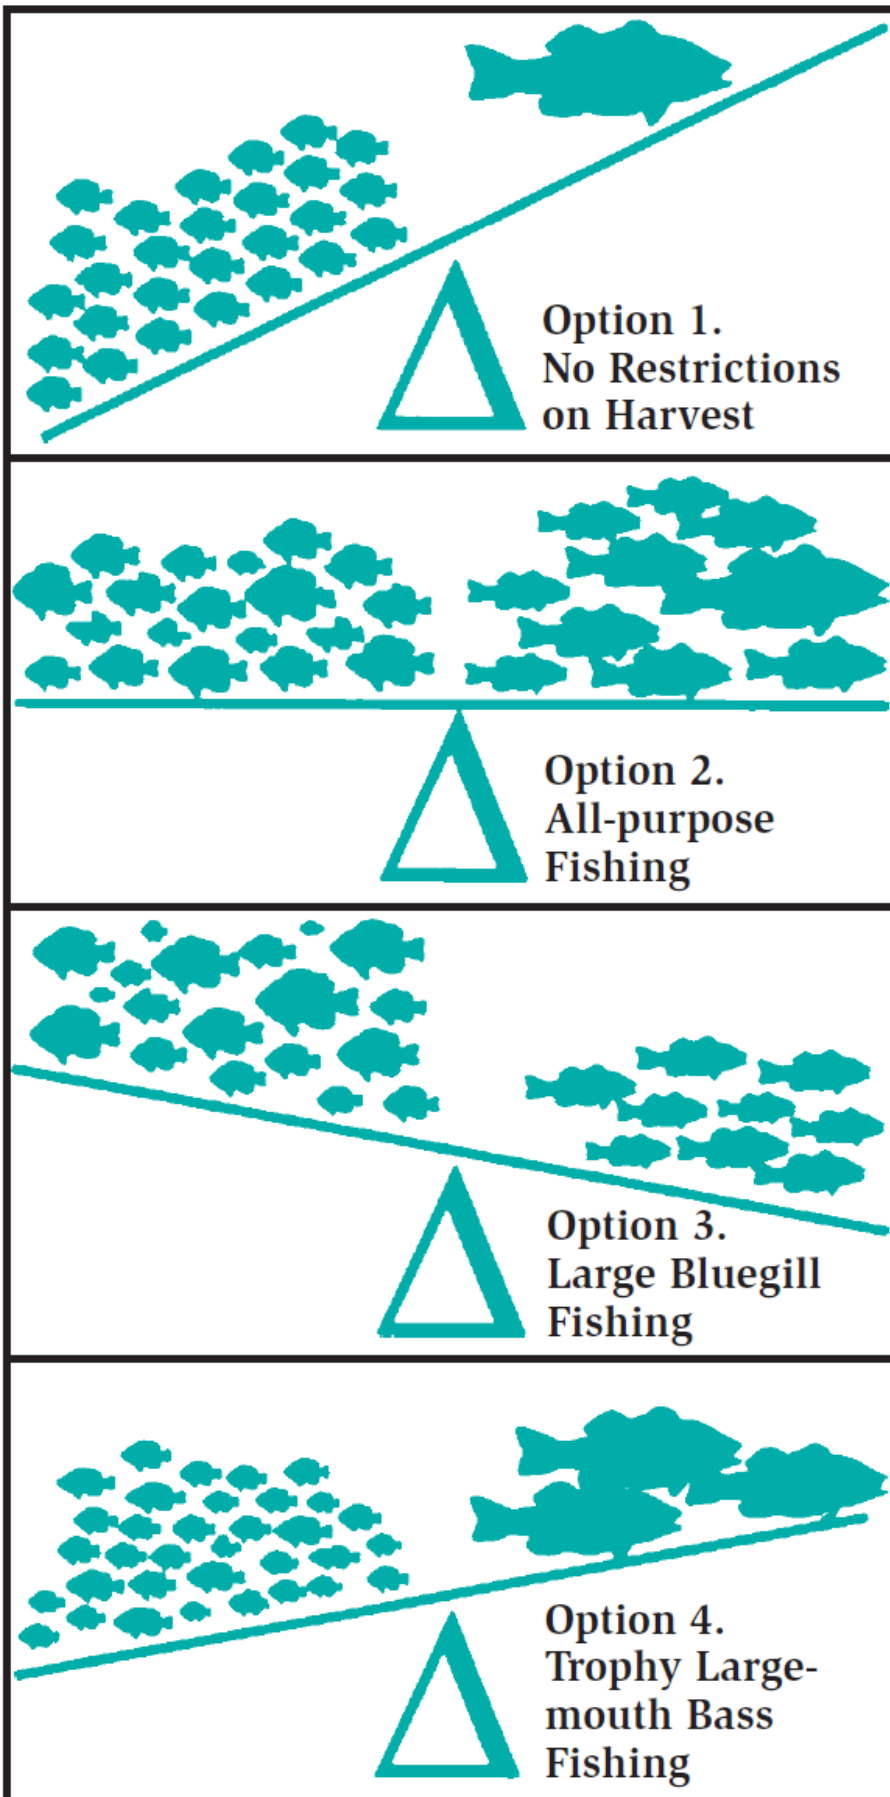 Option 1.
No Restrictions
on Harvest
Option 2.
All-purpose
Fishing
Option 3.
Large Bluegill
Fishing
Option 4.
Trophy Large-
mouth Bass
Fishing